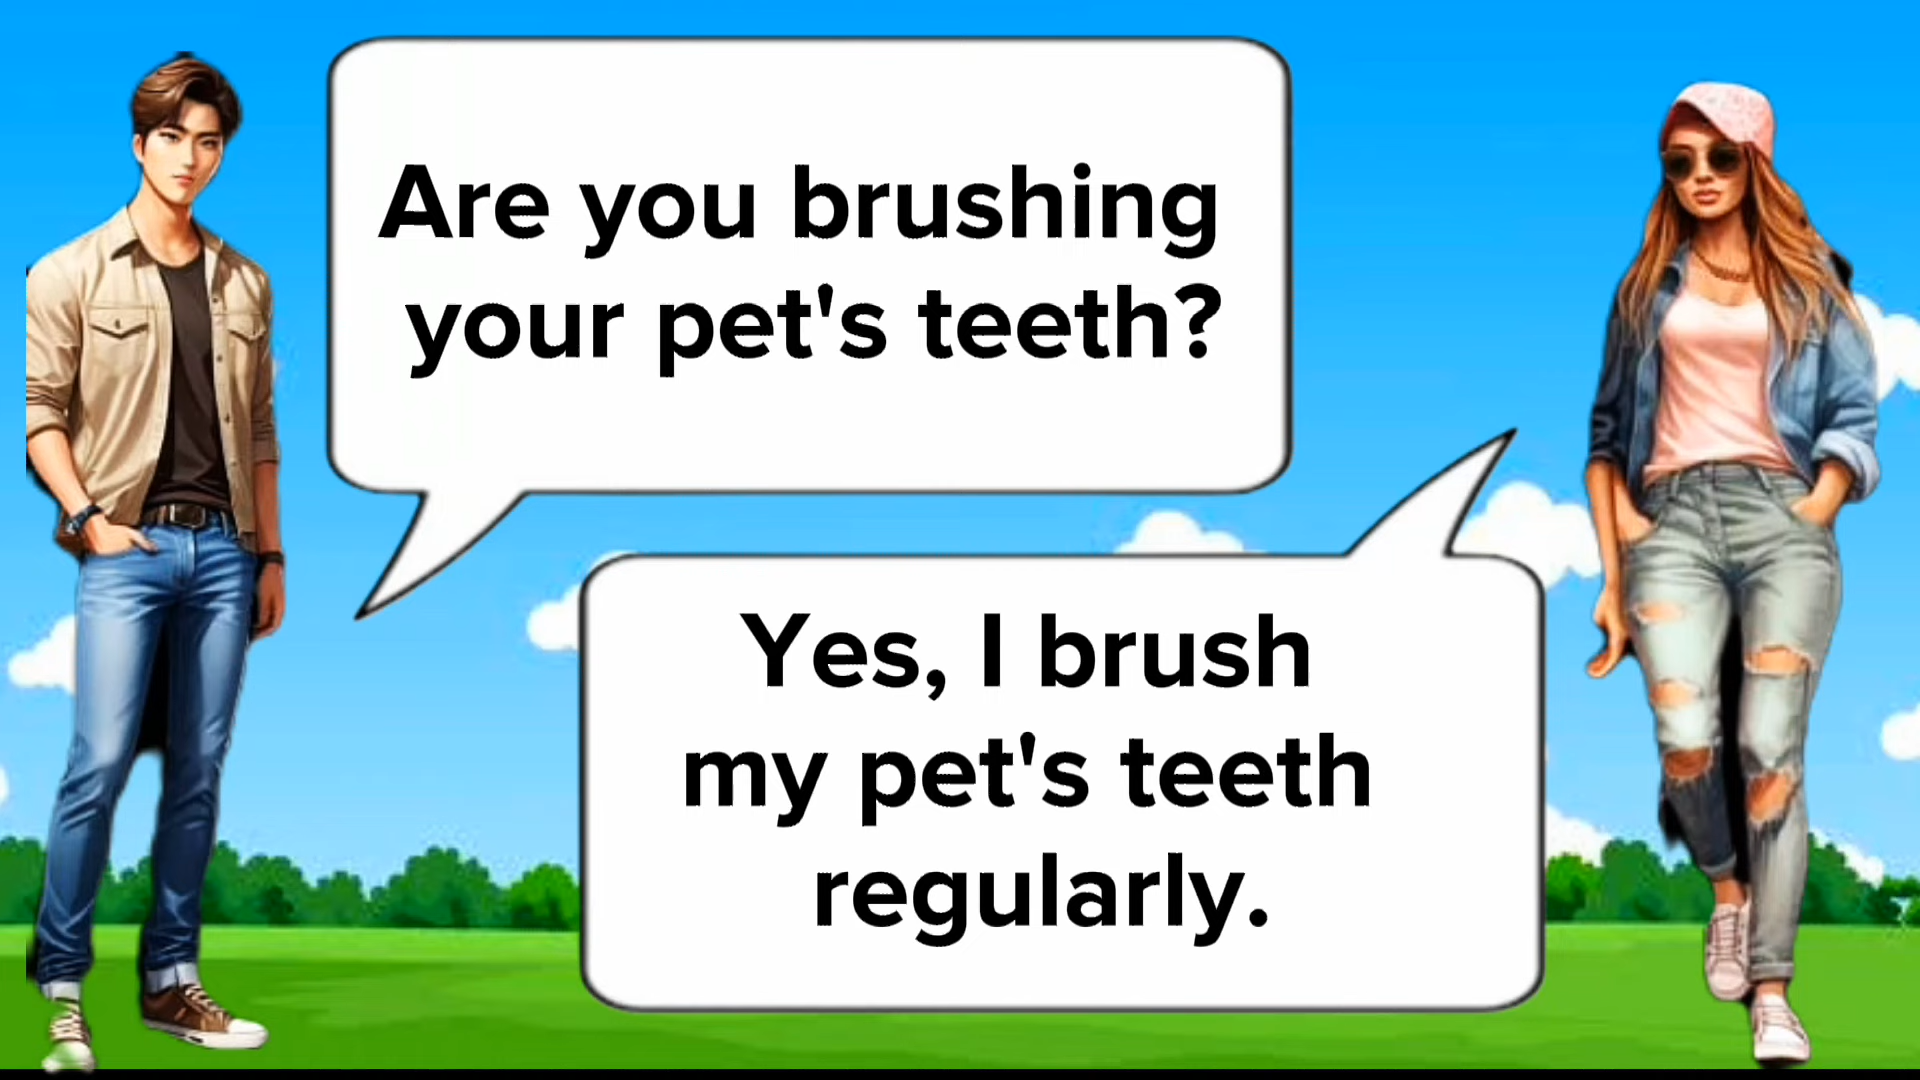 Are you brushing
your pet's teeth?
Yes, I brush
my pet's teeth
regularly.